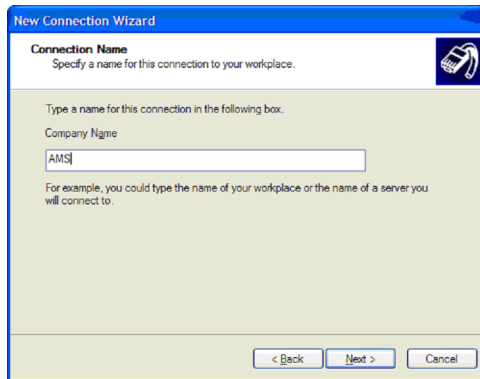 New Connection Wizard
Connection Name
Specify a name for this connection to your workplace.
Type a name for this connection in the following box.
Company Name
AMS
For example, you could type the name of your workplace or the name of a server you
will connect to.
< Back
Next >
Cancel